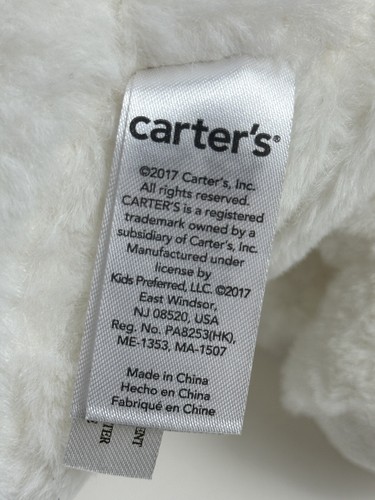 carter's®
©2017 Carter's, Inc.
All rights reserved.
CARTER'S is a registered
trademark owned by a
subsidiary of Carter's, Inc.
Manufactured under
license by
Kids Preferred, LLC. ©2017
East Windsor,
NJ 08520, USA
Reg. No. PA8253(HK),
ME-1353, MA-1507
Made in China
Hecho en China
Fabriqué en Chine